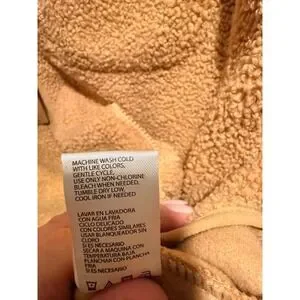 MACHINE WASH COLD
WITH LIKE COLORS,
GENTLE CYCLE.
USE ONLY NON-CHLORINE
BLEACH WHEN NEEDED.
TUMBLE DRY LOW.
COOL IRON IF NEEDED
LAVAR EN LAVADORA
CON AGUA FRIA
CICLO DELICADO
CON COLORES SIMILARES
USAR BLANQUEADOR SIN
CLORO
SI ES NECESARIO
SECAR A MAQUINA CON
TEMPERATURA BAJA
PLANCHAR CON PLANCHA
FRIA
SI ES NECESARIO